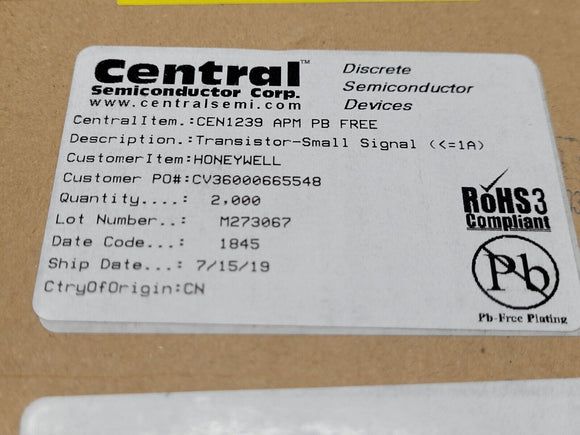 Central™
Semiconductor Corp.
www.centralsemi.com
Discrete
Semiconductor
Devices
CentralItem.:CEN1239 APM PB FREE
Description.:Transistor-Small Signal (<=1A)
CustomerItem:HONEYWELL
Customer PO#:CV36000665548
Quantity....: 2,000
Lot Number..: M273067
Date Code...: 1845
Ship Date...: 7/15/19
CtryOfOrigin:CN
RoHS3
Compliant
Pb
Pb-Free Plating